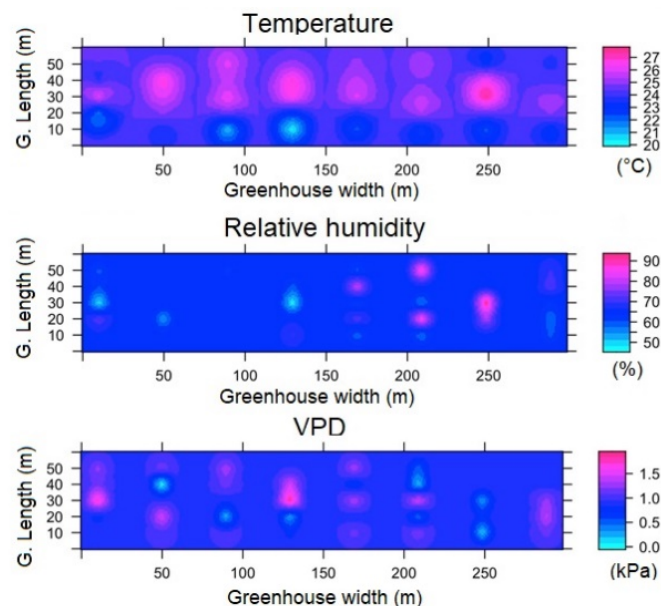 Temperature
G. Length (m)
50
40
30
20
10
50 100 150 200 250
Greenhouse width (m)
27
26
25
24
23
22
21
20
(°C)
Relative humidity
G. Length (m)
50
40
30
20
10
50 100 150 200 250
Greenhouse width (m)
90
80
70
60
50
(%)
VPD
G. Length (m)
50
40
30
20
10
50 100 150 200 250
Greenhouse width (m)
1.5
1.0
0.5
0.0
(kPa)